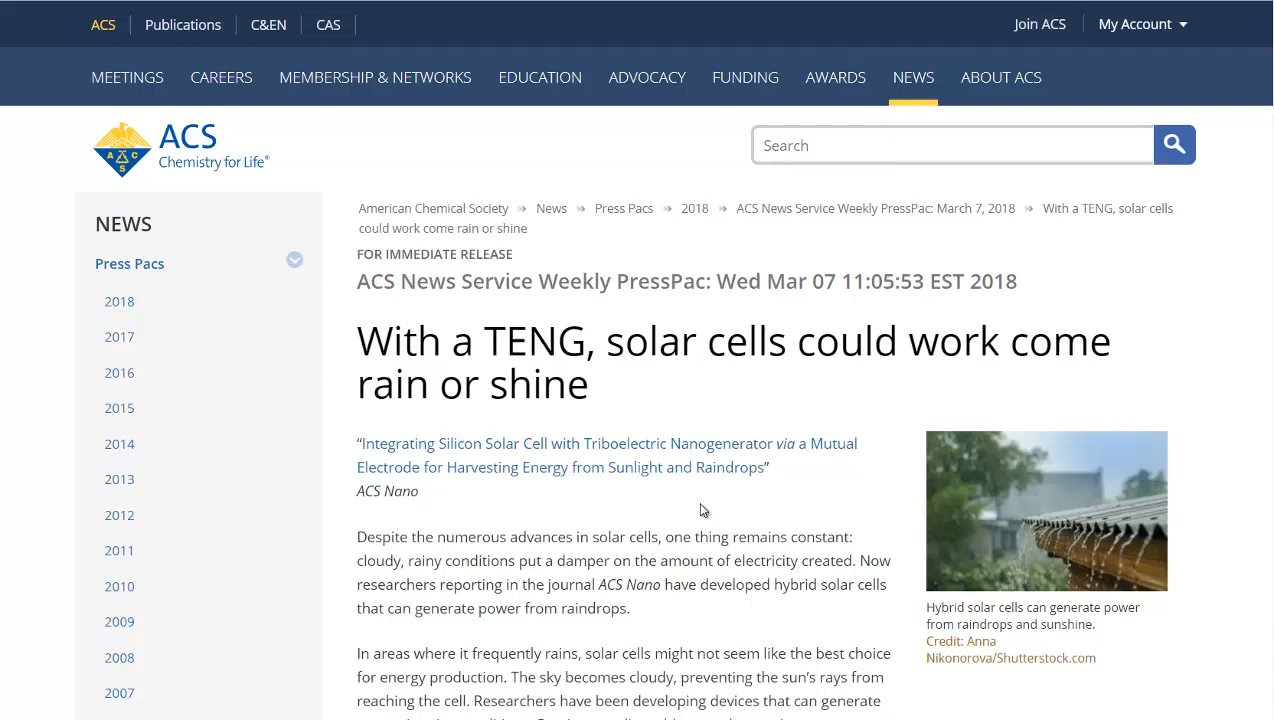 ACS
Publications
C&EN
CAS
Join ACS
My Account
MEETINGS
CAREERS
MEMBERSHIP & NETWORKS
EDUCATION
ADVOCACY
FUNDING
AWARDS
NEWS
ABOUT ACS
A C S
ACS
Chemistry for Life®
Search
NEWS
Press Pacs
2018
2017
2016
2015
2014
2013
2012
2011
2010
2009
2008
2007
American Chemical Society » News » Press Pacs » 2018 » ACS News Service Weekly PressPac: March 7, 2018 » With a TENG, solar cells
could work come rain or shine
FOR IMMEDIATE RELEASE
ACS News Service Weekly PressPac: Wed Mar 07 11:05:53 EST 2018
With a TENG, solar cells could work come
rain or shine
“Integrating Silicon Solar Cell with Triboelectric Nanogenerator via a Mutual
Electrode for Harvesting Energy from Sunlight and Raindrops”
ACS Nano
Despite the numerous advances in solar cells, one thing remains constant:
cloudy, rainy conditions put a damper on the amount of electricity created. Now
researchers reporting in the journal ACS Nano have developed hybrid solar cells
that can generate power from raindrops.
In areas where it frequently rains, solar cells might not seem like the best choice
for energy production. The sky becomes cloudy, preventing the sun’s rays from
reaching the cell. Researchers have been developing devices that can generate
Hybrid solar cells can generate power
from raindrops and sunshine.
Credit: Anna
Nikonorova/Shutterstock.com